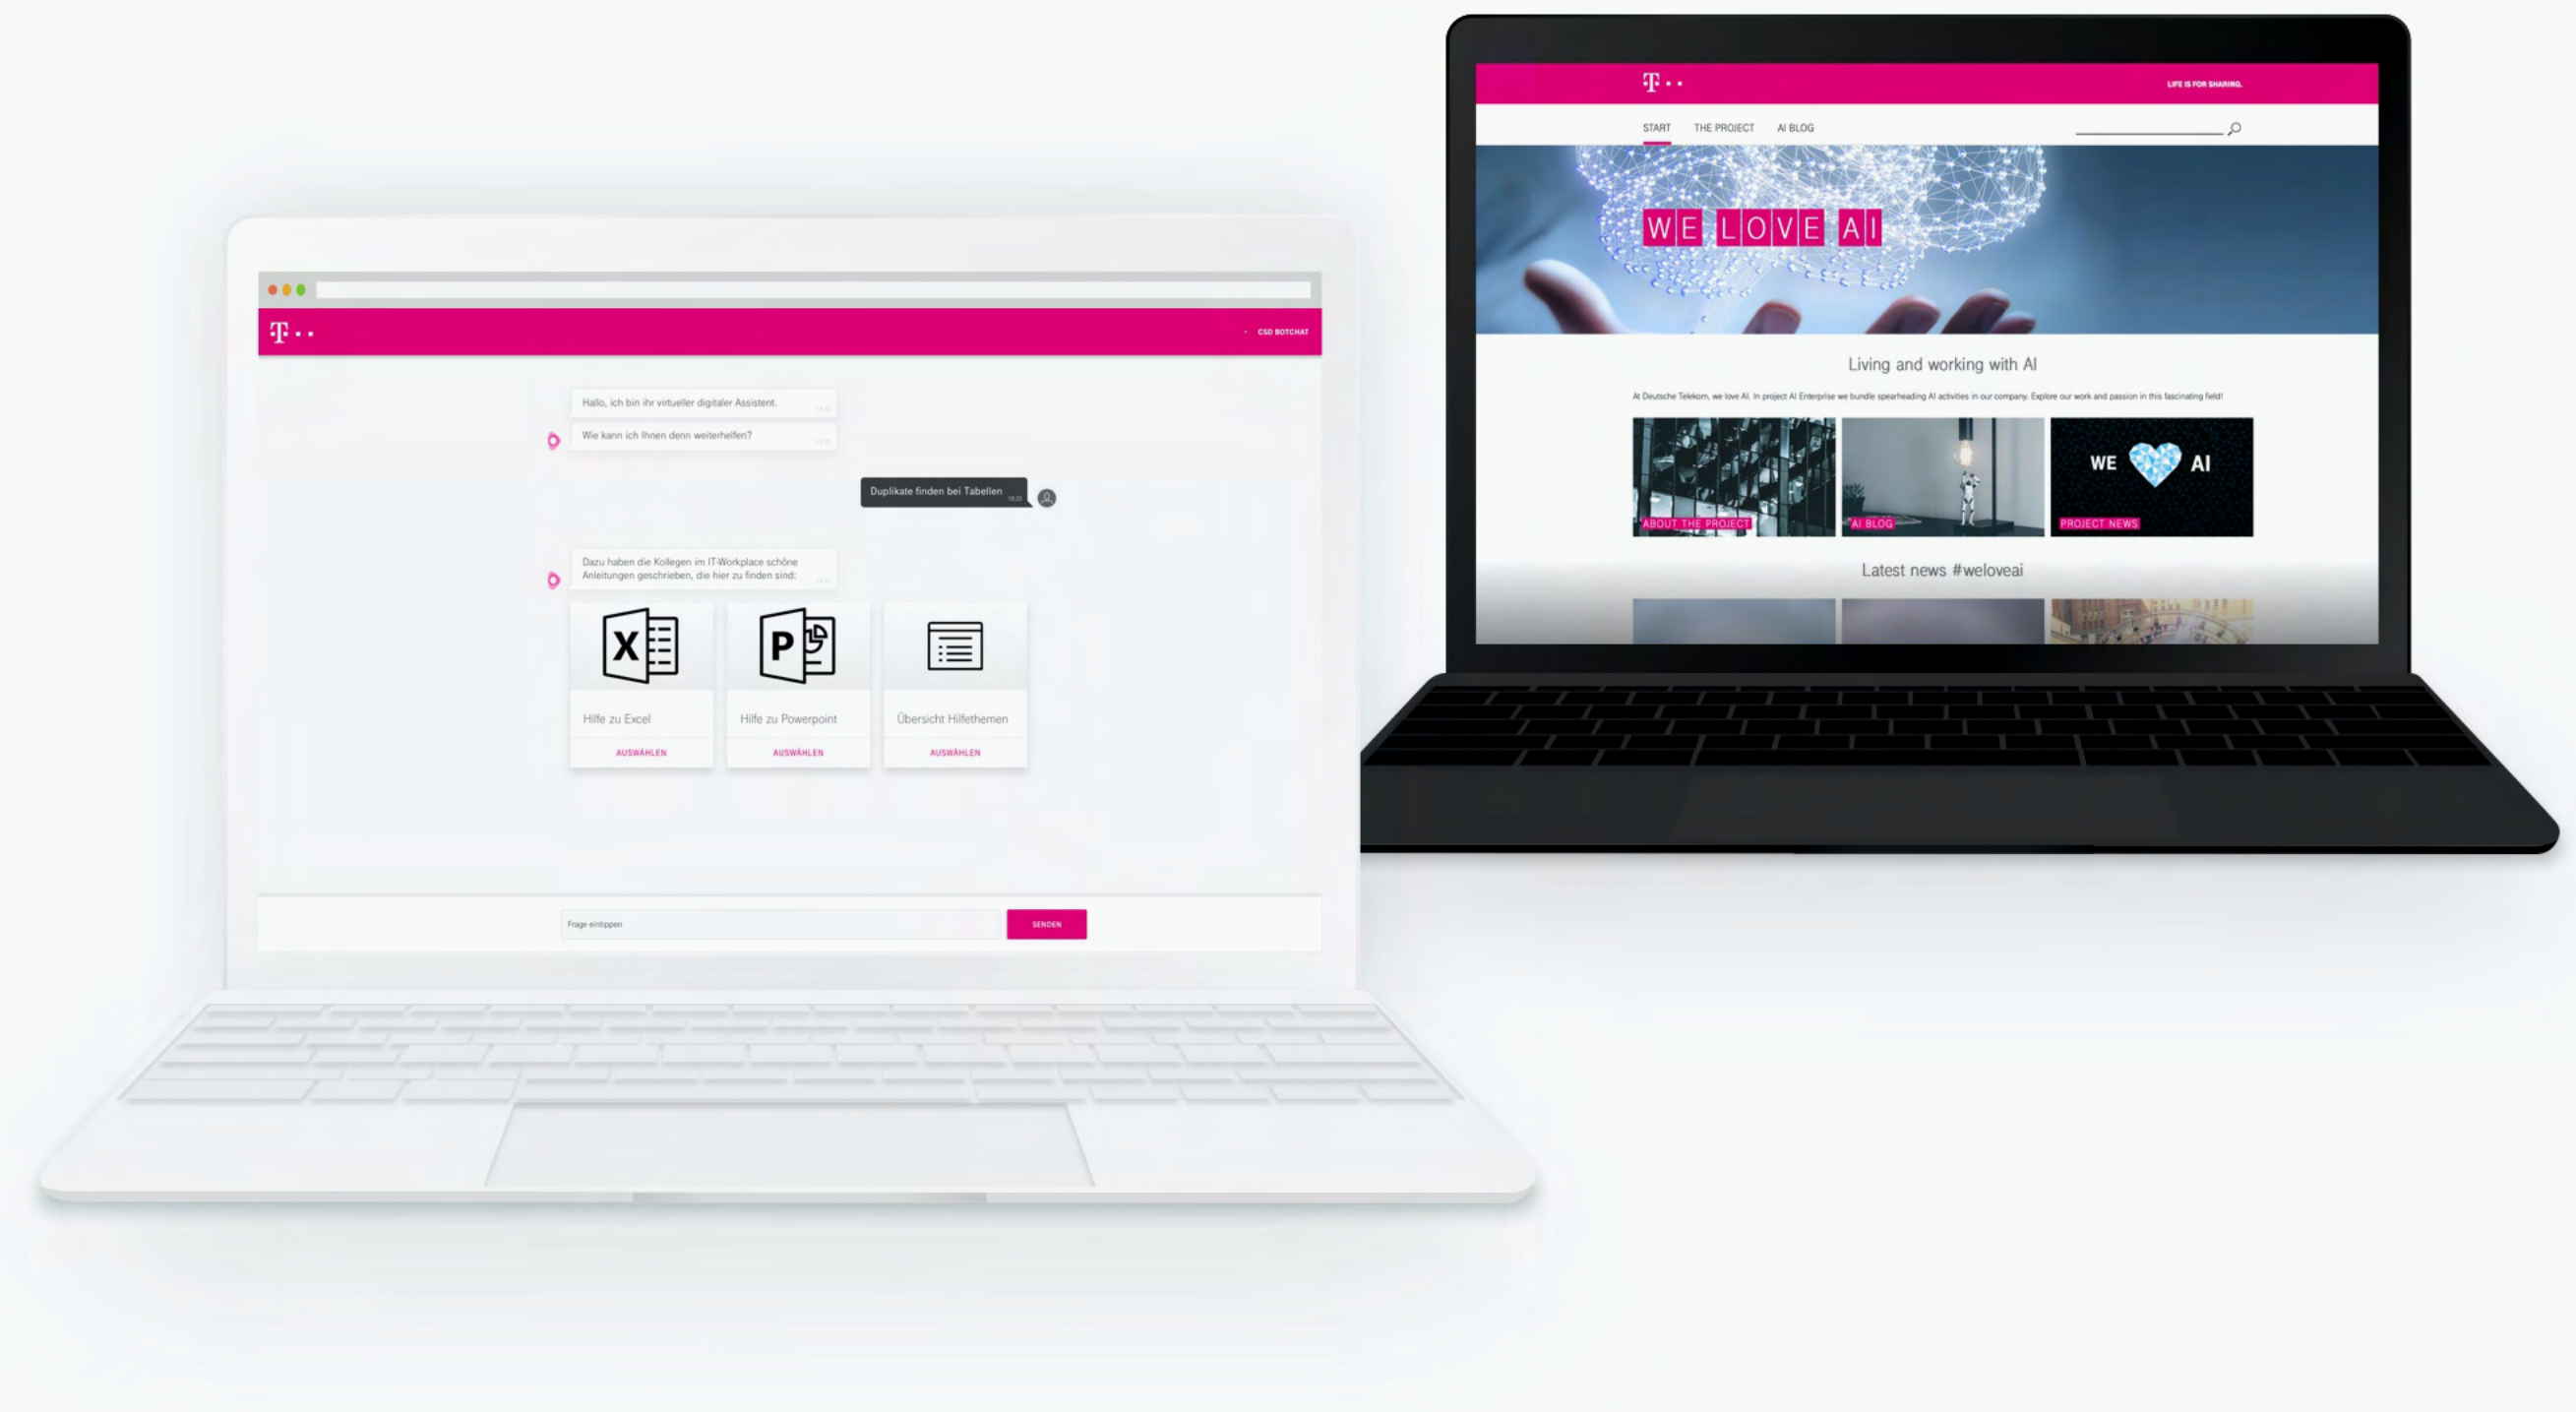 T
CSD BOTCHAT
Hallo, ich bin ihr virtueller digitaler Assistent.
Wie kann ich Ihnen denn weiterhelfen?
Duplikate finden bei Tabellen
Dazu haben die Kollegen im IT-Workplace schöne
Anleitungen geschrieben, die hier zu finden sind:
X
P
Hilfe zu Excel
Hilfe zu Powerpoint
Übersicht Hilfethemen
AUSWÄHLEN
AUSWÄHLEN
AUSWÄHLEN
Frage eintippen
SENDEN
T
LIFE IS FOR SHARING.
START
THE PROJECT
AI BLOG
WE LOVE AI
Living and working with AI
At Deutsche Telekom, we love AI. In project AI Enterprise we bundle spearheading AI activities in our company. Explore our work and passion in this fascinating field!
WE AI
ABOUT THE PROJECT
AI BLOG
PROJECT NEWS
Latest news #weloveai